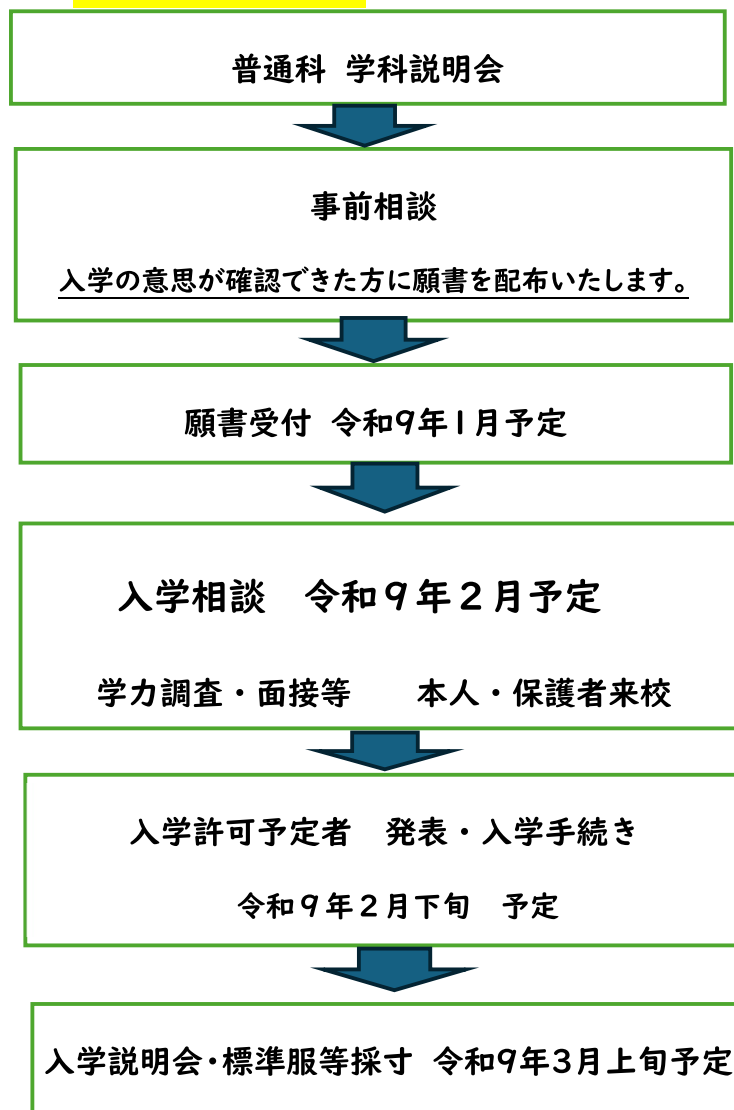 普通科 学科説明会
事前相談
入学の意思が確認できた方に願書を配布いたします。
願書受付 令和9年1月予定
入学相談　令和９年２月予定
学力調査・面接等　　本人・保護者来校
入学許可予定者　発表・入学手続き
令和９年２月下旬　予定
入学説明会・標準服等採寸 令和9年3月上旬予定